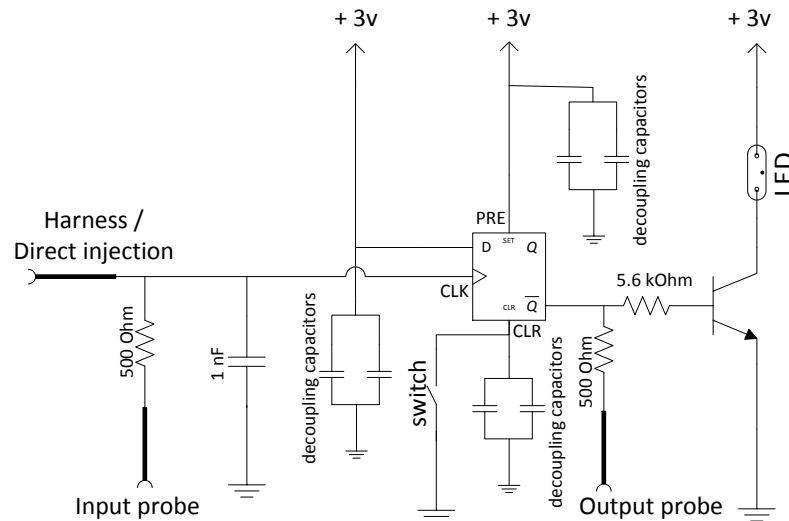 + 3v
+ 3v
+ 3v
decoupling capacitors
LED
Harness /
Direct injection
PRE
SET
D
Q
Q
CLK
CLR
CLR
5.6 kOhm
500 Ohm
1 nF
decoupling capacitors
switch
decoupling capacitors
500 Ohm
Input probe
Output probe